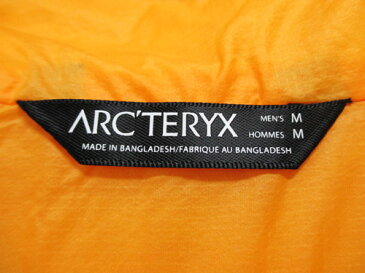 ARC'TERYX
MEN'S M
HOMMES M
MADE IN BANGLADESH/FABRIQUE AU BANGLADESH